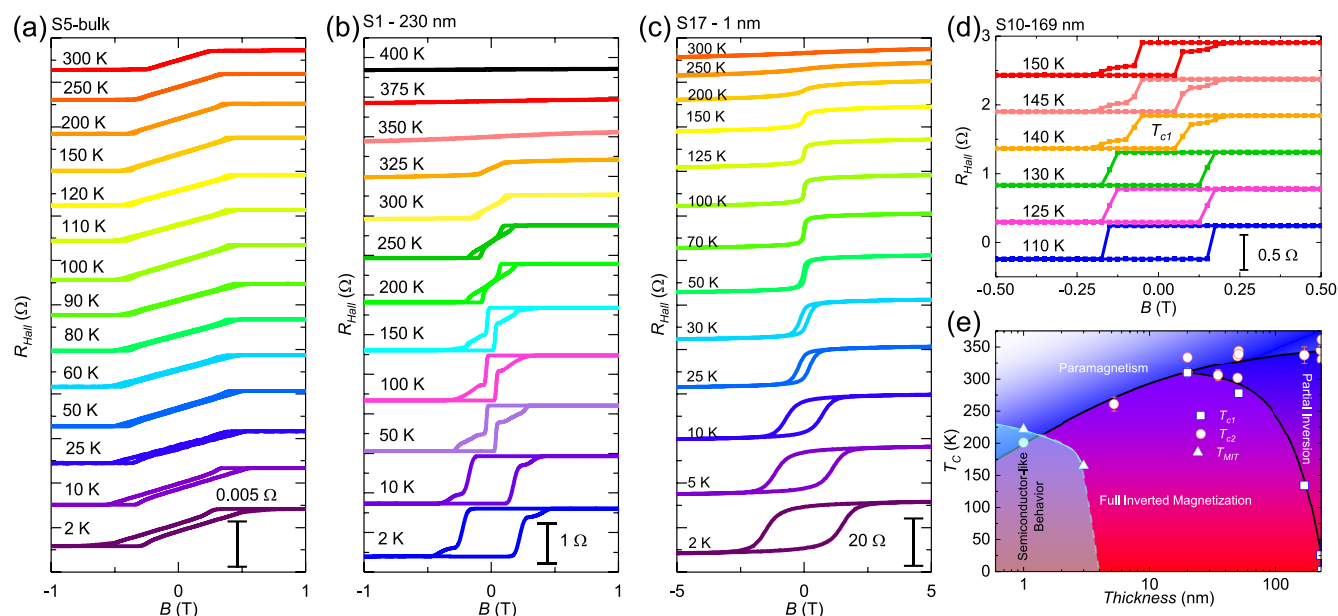 (a)
S5-bulk
300 K
250 K
200 K
150 K
120 K
110 K
100 K
90 K
80 K
60 K
50 K
25 K
10 K
2 K
0.005 Ω
R_Hall (Ω)
-1 0 1
B (T)
(b)
S1 - 230 nm
400 K
375 K
350 K
325 K
300 K
250 K
200 K
150 K
100 K
50 K
10 K
2 K
1 Ω
R_Hall (Ω)
-1 0 1
B (T)
(c)
S17 - 1 nm
300 K
250 K
200 K
150 K
125 K
100 K
70 K
50 K
30 K
25 K
10 K
5 K
2 K
20 Ω
R_Hall (Ω)
-5 0 5
B (T)
(d)
S10-169 nm
3
2
1
0
150 K
145 K
140 K
T_c1
130 K
125 K
110 K
0.5 Ω
R_Hall (Ω)
-0.50 -0.25 0.00 0.25 0.50
B (T)
(e)
400
350
300
250
200
150
100
50
0
T_C (K)
Paramagnetism
Partial Inversion
T_c1
T_c2
T_MIT
Semiconductor-like
Behavior
Full Inverted Magnetization
1 10 100
Thickness (nm)